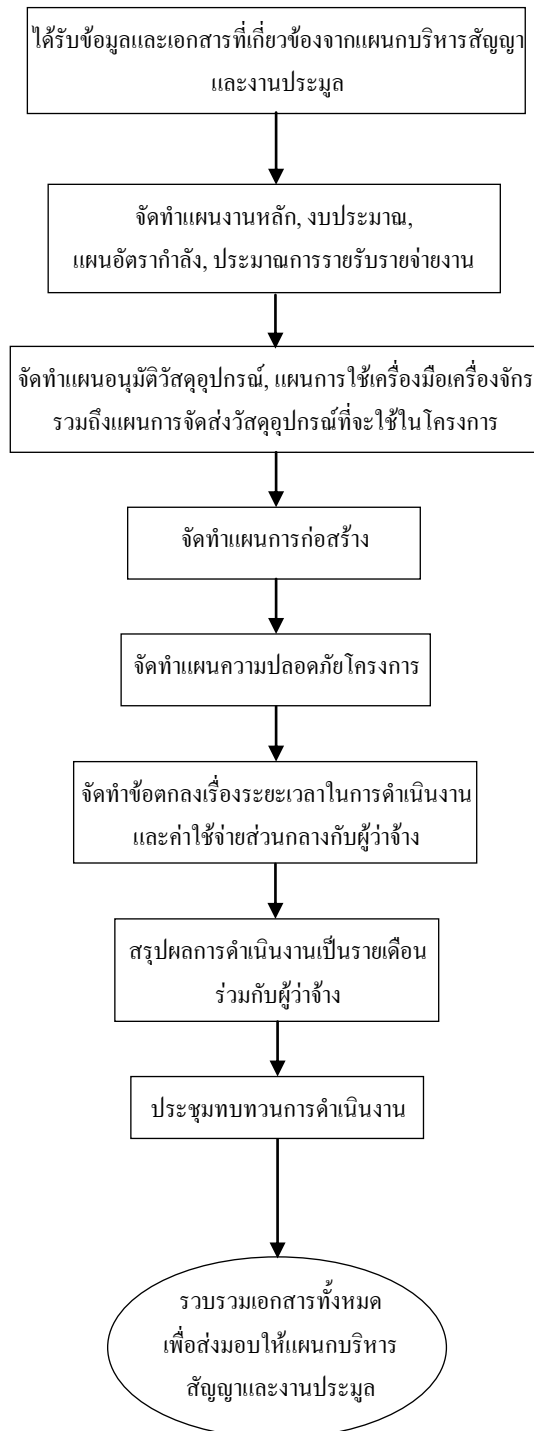 ได้รับข้อมูลและเอกสารที่เกี่ยวข้องจากแผนกบริหารสัญญา
และงานประมูล
จัดทำแผนงานหลัก, งบประมาณ,
แผนอัตรากำลัง, ประมาณการรายรับรายจ่ายงาน
จัดทำแผนอนุมัติวัสดุอุปกรณ์, แผนการใช้เครื่องมือเครื่องจักร
รวมถึงแผนการจัดส่งวัสดุอุปกรณ์ที่จะใช้ในโครงการ
จัดทำแผนการก่อสร้าง
จัดทำแผนความปลอดภัยโครงการ
จัดทำข้อตกลงเรื่องระยะเวลาในการดำเนินงาน
และค่าใช้จ่ายส่วนกลางกับผู้ว่าจ้าง
สรุปผลการดำเนินงานเป็นรายเดือน
ร่วมกับผู้ว่าจ้าง
ประชุมทบทวนการดำเนินงาน
รวบรวมเอกสารทั้งหมด
เพื่อส่งมอบให้แผนกบริหาร
สัญญาและงานประมูล